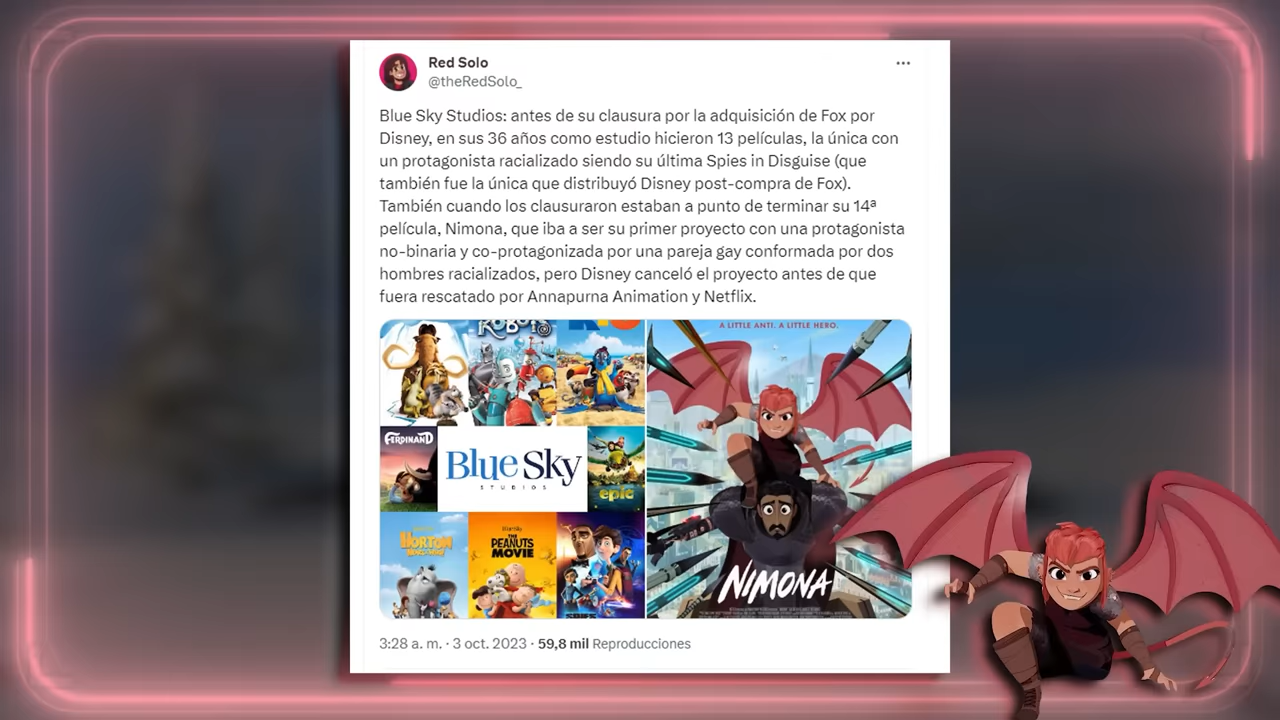 Red Solo
@theRedSolo_
Blue Sky Studios: antes de su clausura por la adquisición de Fox por
Disney, en sus 36 años como estudio hicieron 13 películas, la única con
un protagonista racializado siendo su última Spies in Disguise (que
también fue la única que distribuyó Disney post-compra de Fox).
También cuando los clausuraron estaban a punto de terminar su 14ª
película, Nimona, que iba a ser su primer proyecto con una protagonista
no-binaria y co-protagonizada por una pareja gay conformada por dos
hombres racializados, pero Disney canceló el proyecto antes de que
fuera rescatado por Annapurna Animation y Netflix.
ROBOTS
A LITTLE ANTI. A LITTLE HERO.
FERDINAND
Blue Sky
STUDIOS
epic
HORTON
THE
PEANUTS
MOVIE
NIMONA
3:28 a. m. · 3 oct. 2023 · 59,8 mil Reproducciones